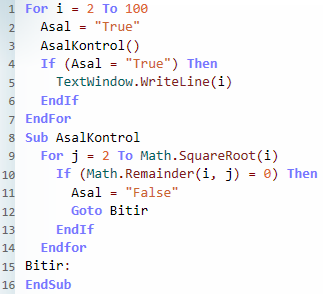 1 For i = 2 To 100
2   Asal = "True"
3   AsalKontrol()
4   If (Asal = "True") Then
5     TextWindow.WriteLine(i)
6   EndIf
7 EndFor
8 Sub AsalKontrol
9   For j = 2 To Math.SquareRoot(i)
10     If (Math.Remainder(i, j) = 0) Then
11       Asal = "False"
12       Goto Bitir
13     EndIf
14   Endfor
15 Bitir:
16 EndSub